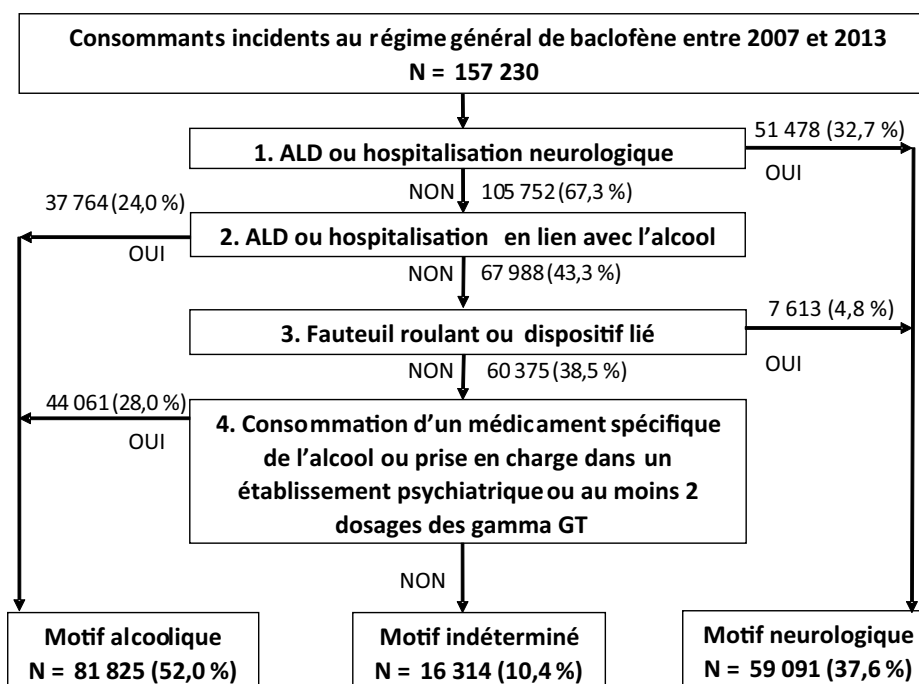 Consommants incidents au régime général de baclofène entre 2007 et 2013
N = 157 230
51 478 (32,7 %)
1. ALD ou hospitalisation neurologique
OUI
NON 105 752 (67,3 %)
37 764 (24,0 %)
2. ALD ou hospitalisation en lien avec l'alcool
OUI
NON 67 988 (43,3 %)
7 613 (4,8 %)
3. Fauteuil roulant ou dispositif lié
OUI
NON 60 375 (38,5 %)
44 061 (28,0 %)
OUI
4. Consommation d'un médicament spécifique
de l'alcool ou prise en charge dans un
établissement psychiatrique ou au moins 2
dosages des gamma GT
NON
Motif alcoolique
N = 81 825 (52,0 %)
Motif indéterminé
N = 16 314 (10,4 %)
Motif neurologique
N = 59 091 (37,6 %)